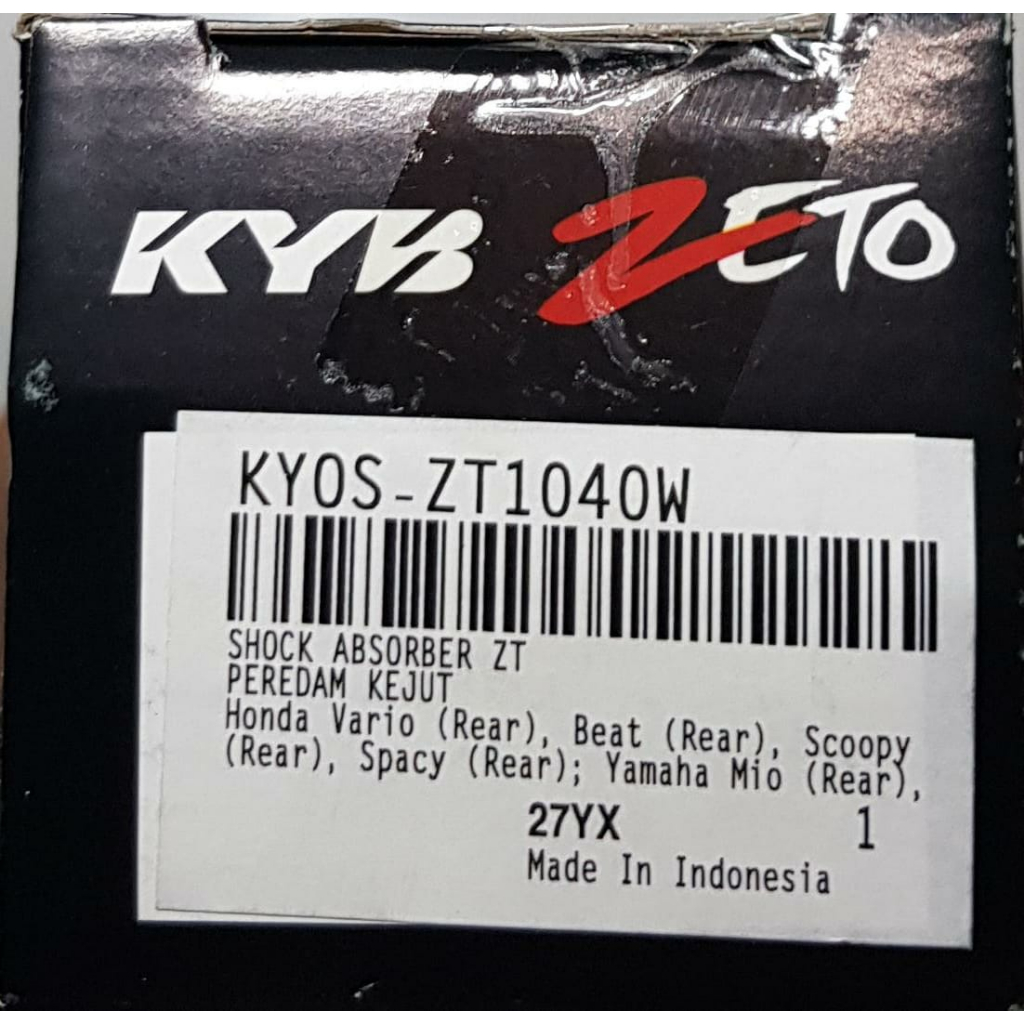 KYB ZETO
KYOS-ZT1040W
SHOCK ABSORBER ZT
PEREDAM KEJUT
Honda Vario (Rear), Beat (Rear), Scoopy
(Rear), Spacy (Rear); Yamaha Mio (Rear),
27YX 1
Made In Indonesia